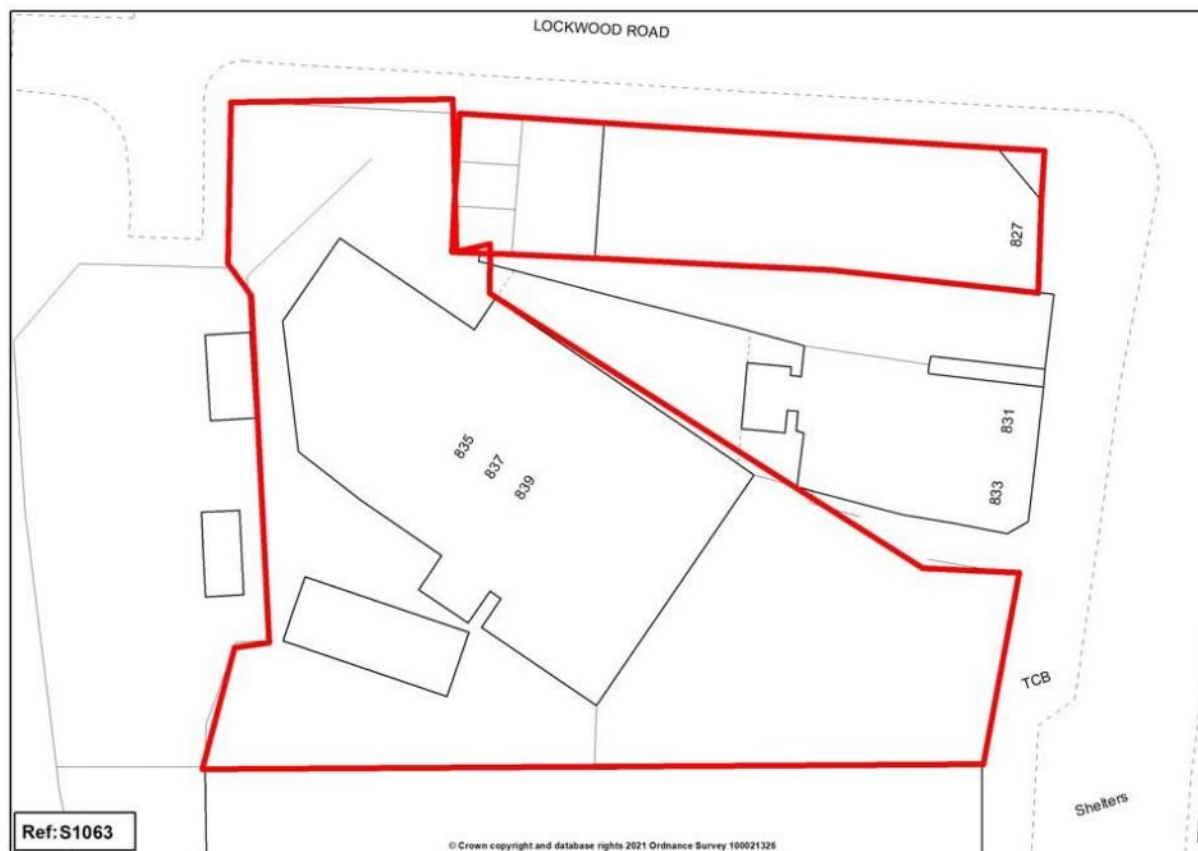 LOCKWOOD ROAD
827
831
833
835
837
839
TCB
Shelters
Ref:S1063
© Crown copyright and database rights 2021 Ordnance Survey 100021326